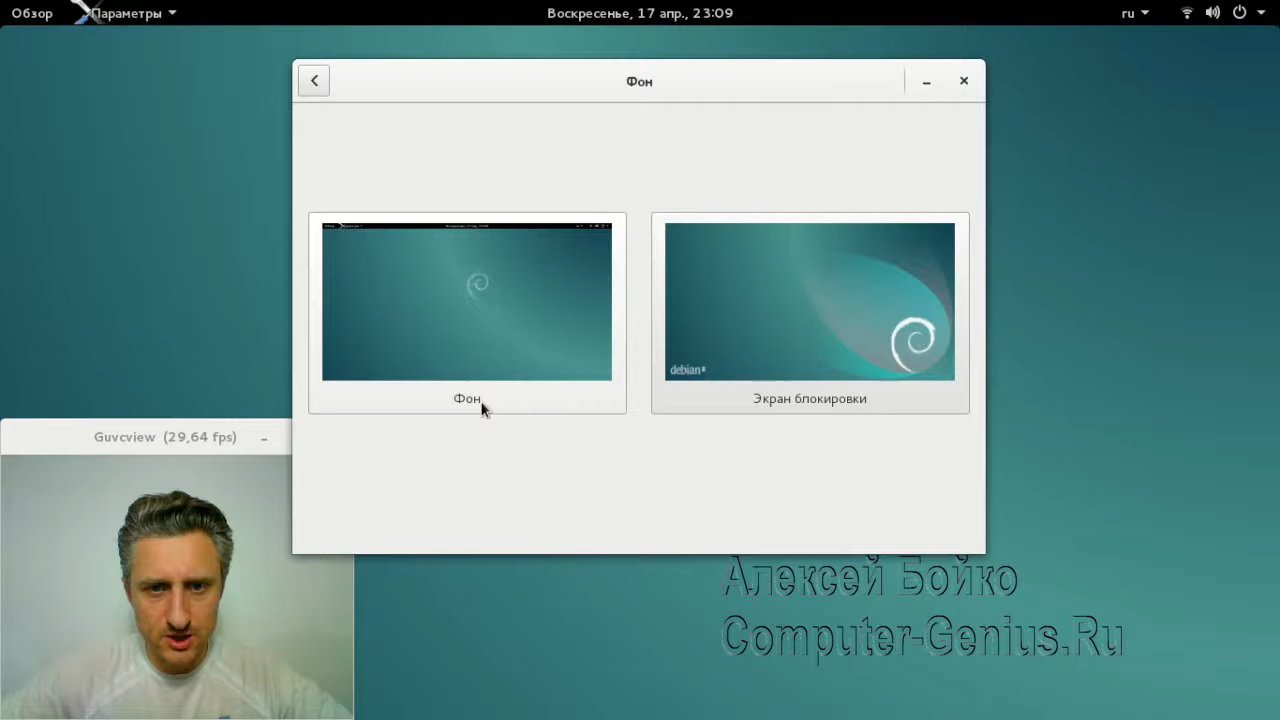 Обзор Параметры Воскресенье, 17 апр., 23:09 ru
Фон
debian 8
Фон Экран блокировки
Guvcview (29,64 fps)
Алексей Бойко
Computer-Genius.Ru